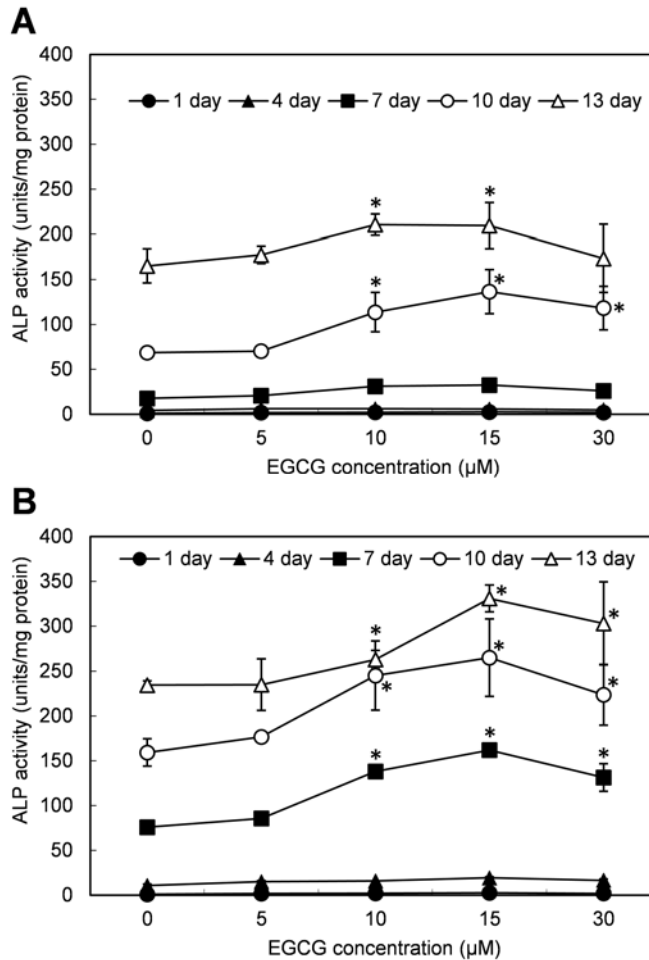 A
ALP activity (units/mg protein)
400
350
300
250
200
150
100
50
0
1 day 4 day 7 day 10 day 13 day
* *
* * *
0 5 10 15 30
EGCG concentration (μM)
B
ALP activity (units/mg protein)
400
350
300
250
200
150
100
50
0
1 day 4 day 7 day 10 day 13 day
* * *
* * *
* * *
0 5 10 15 30
EGCG concentration (μM)